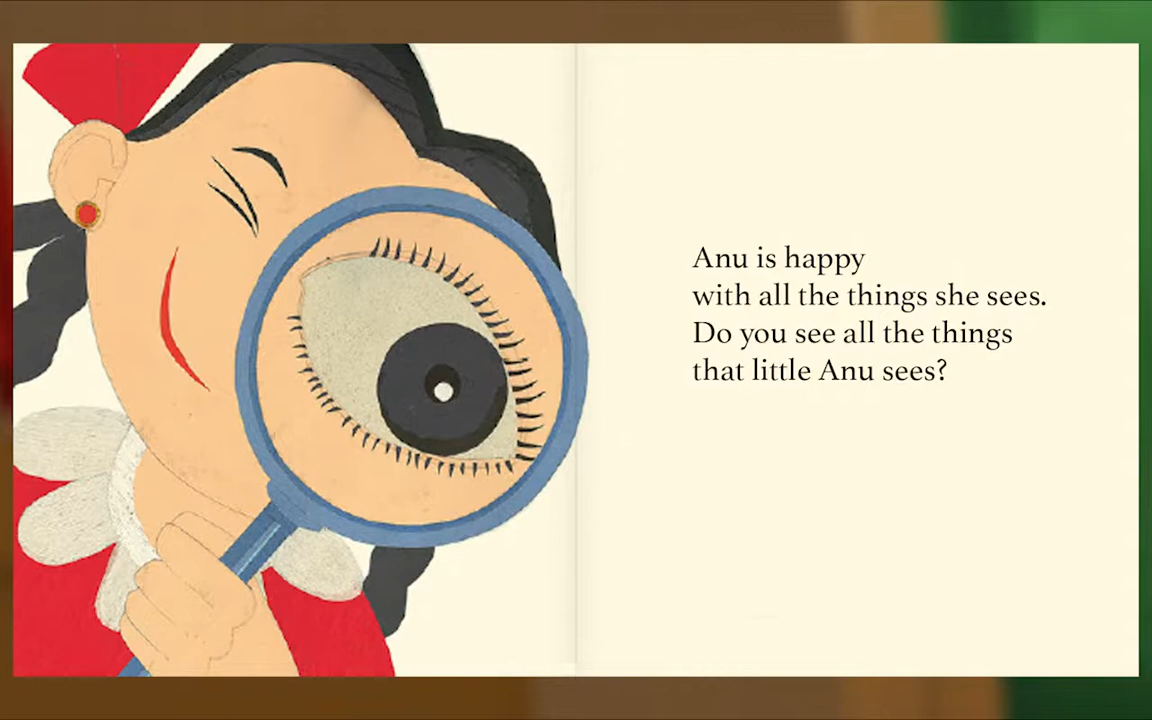 Anu is happy
with all the things she sees.
Do you see all the things
that little Anu sees?